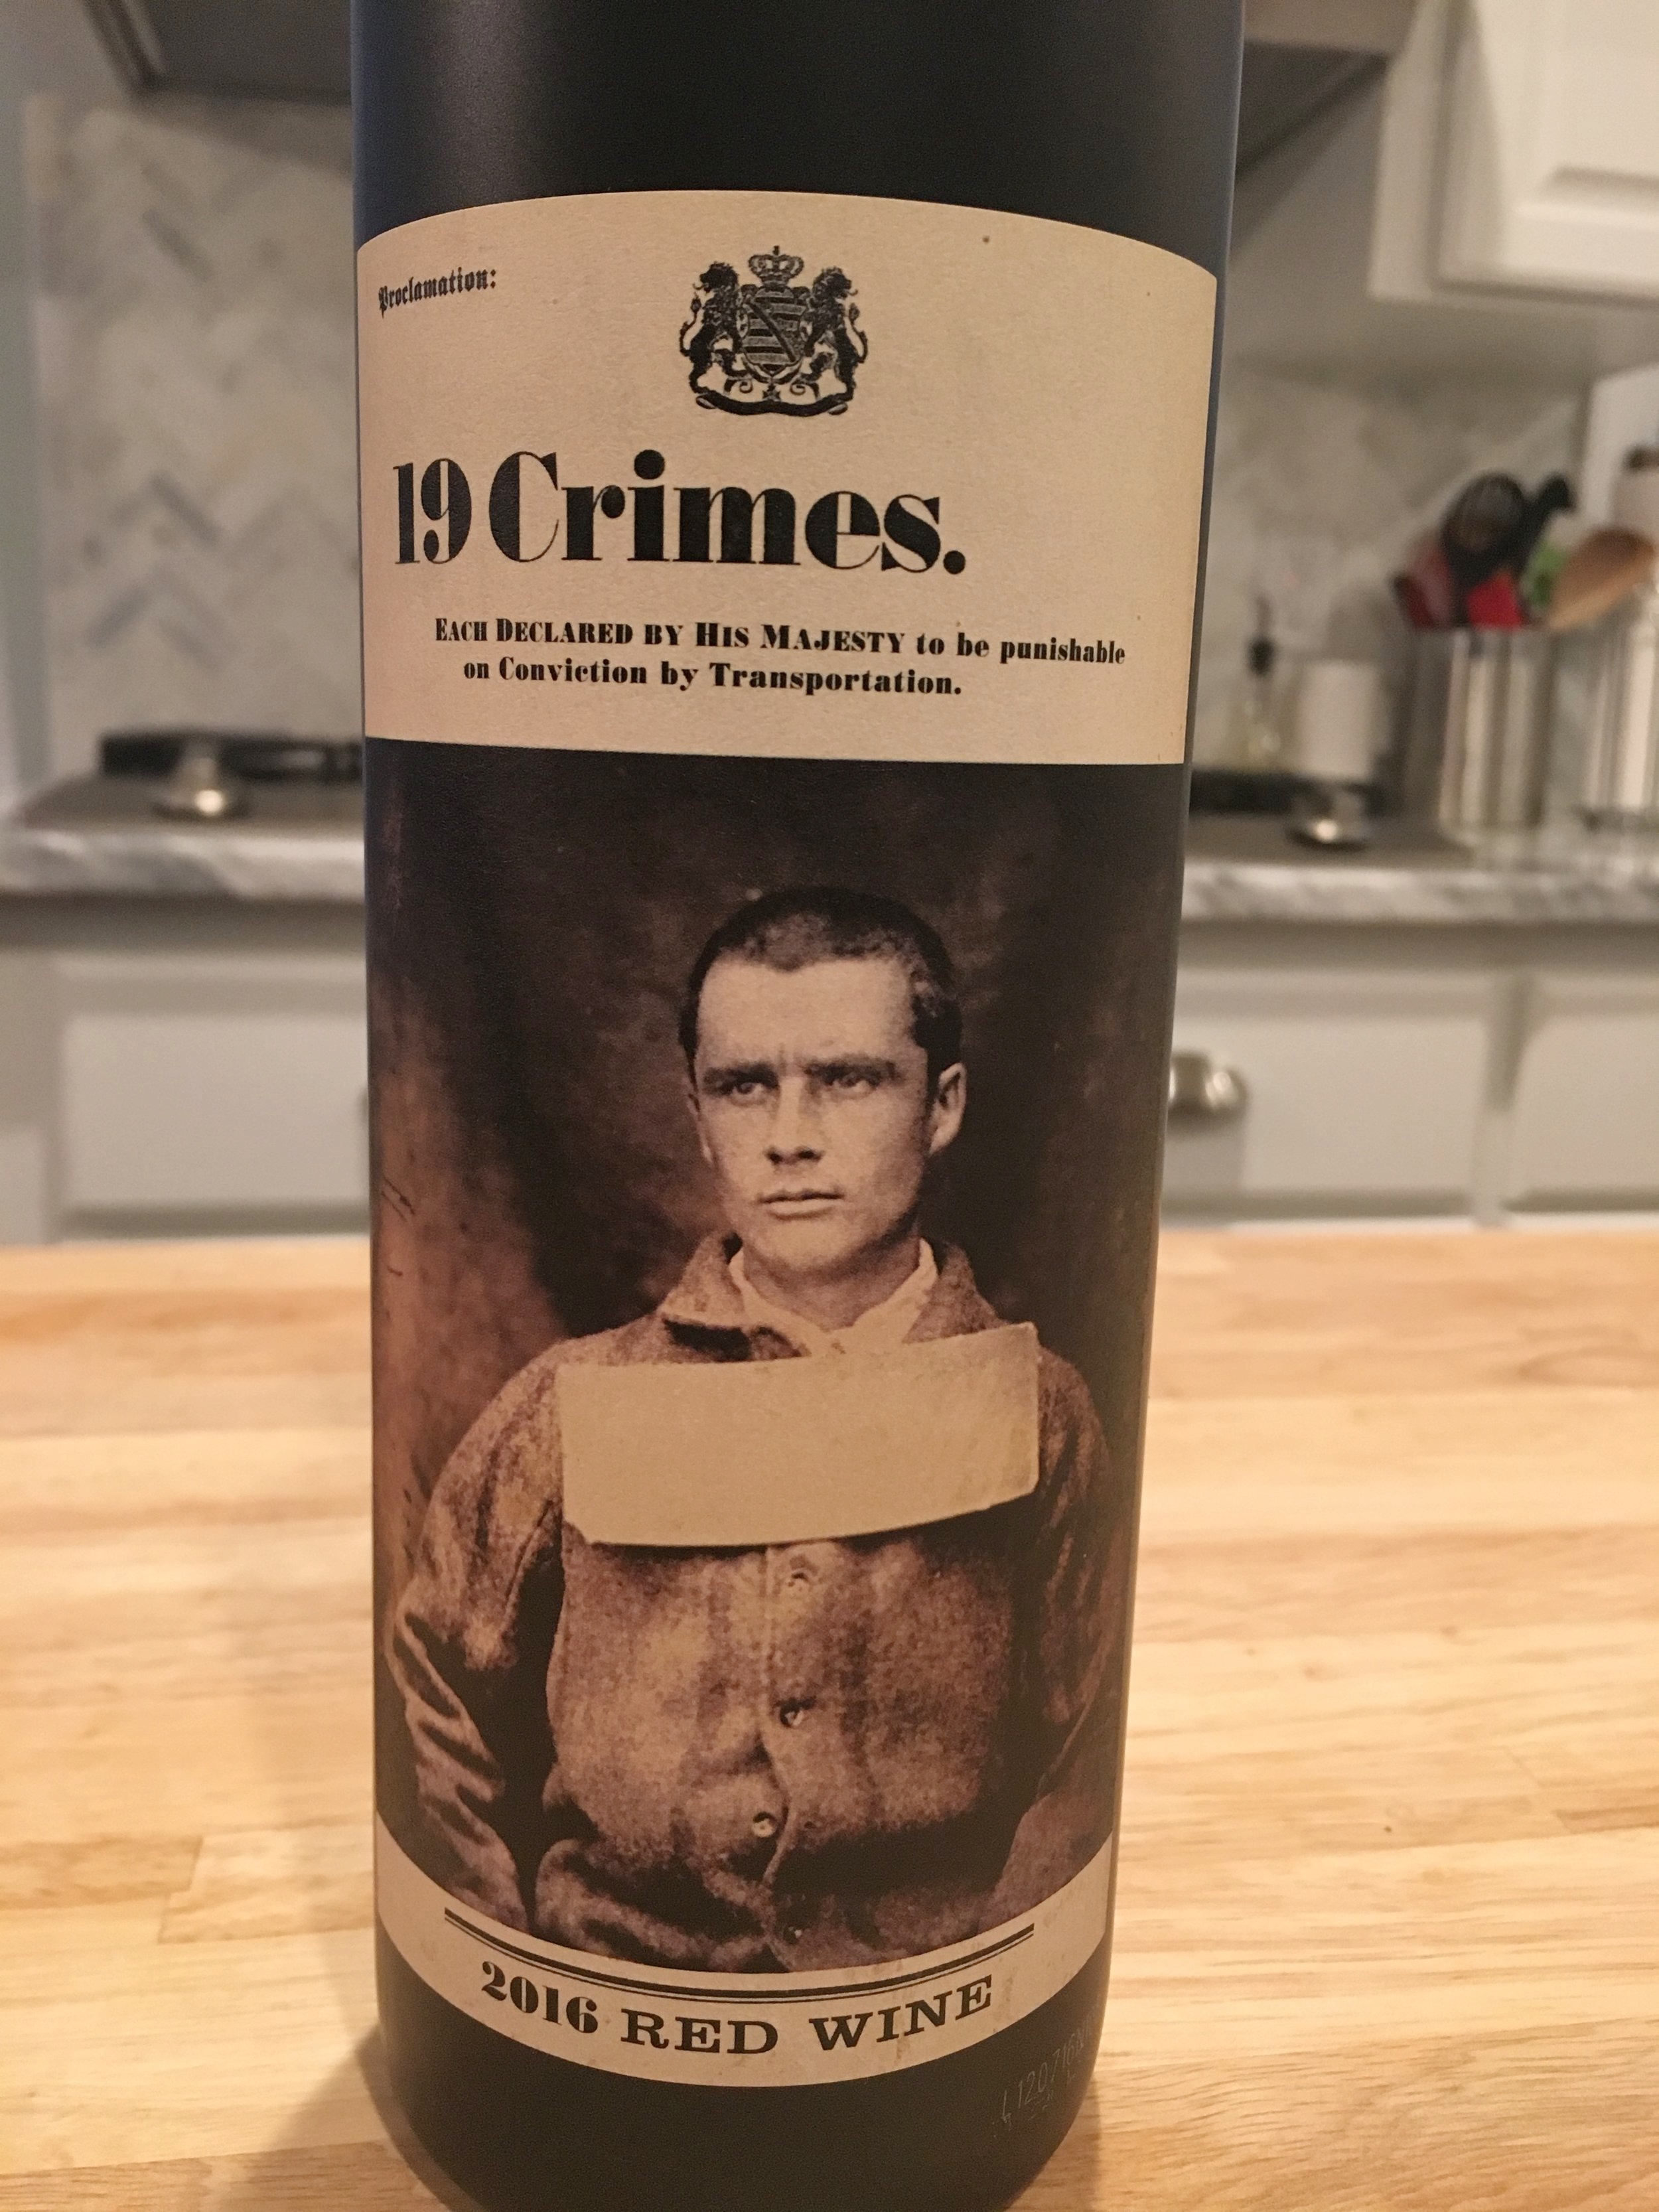 Proclamation:
19 Crimes.
EACH DECLARED BY HIS MAJESTY to be punishable
on Conviction by Transportation.
2016 RED WINE